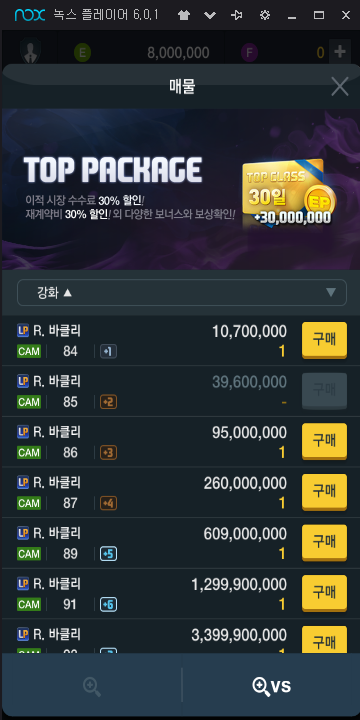 nox 녹스 플레이어 6.0.1
E 8,000,000 F 0 +
매물
TOP PACKAGE
이적 시장 수수료 30% 할인!
재계약비 30% 할인! 외 다양한 보너스와 보상확인!
TOP CLASS
30일
EP
+30,000,000
강화 ▲
LP R. 바클리 10,700,000 구매
CAM 84 +1 1
LP R. 바클리 39,600,000 구매
CAM 85 +2 -
LP R. 바클리 95,000,000 구매
CAM 86 +3 1
LP R. 바클리 260,000,000 구매
CAM 87 +4 1
LP R. 바클리 609,000,000 구매
CAM 89 +5 1
LP R. 바클리 1,299,900,000 구매
CAM 91 +6 1
LP R. 바클리 3,399,900,000 구매
VS